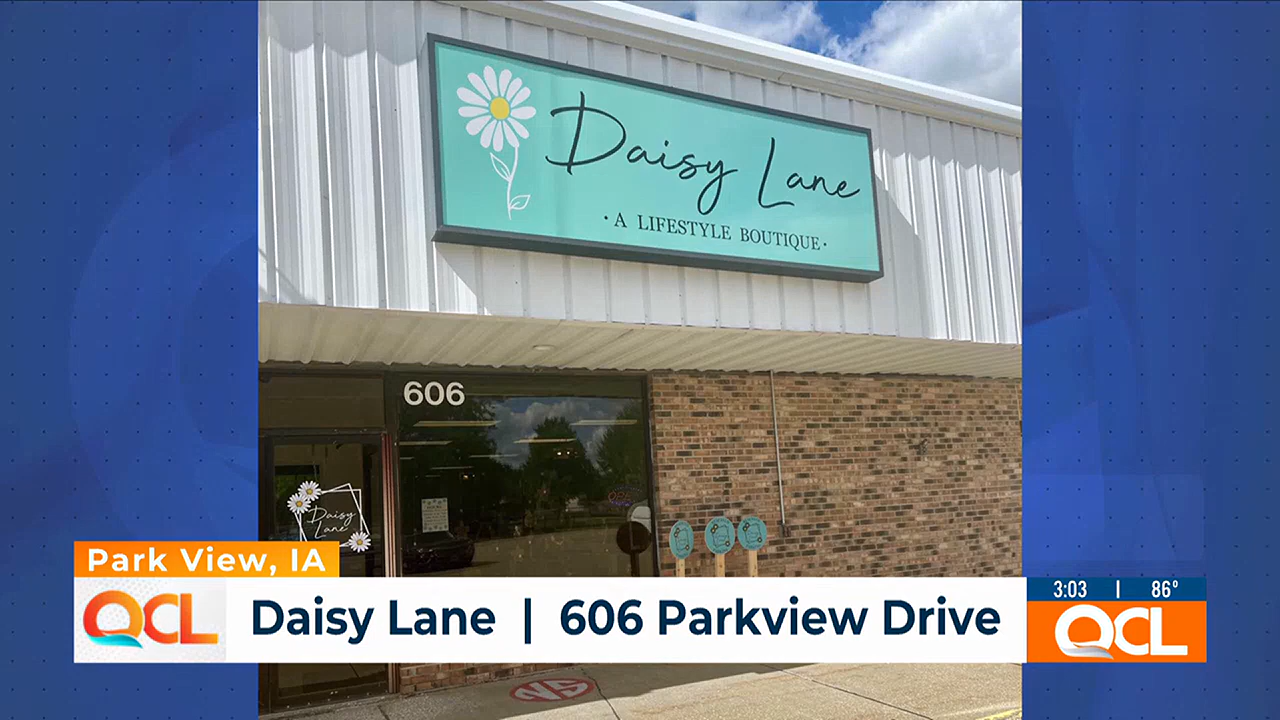 Daisy Lane
· A LIFESTYLE BOUTIQUE ·
606
OPEN
Daisy
Lane
Park View, IA
QCL
Daisy Lane | 606 Parkview Drive
3:03 | 86°
QCL